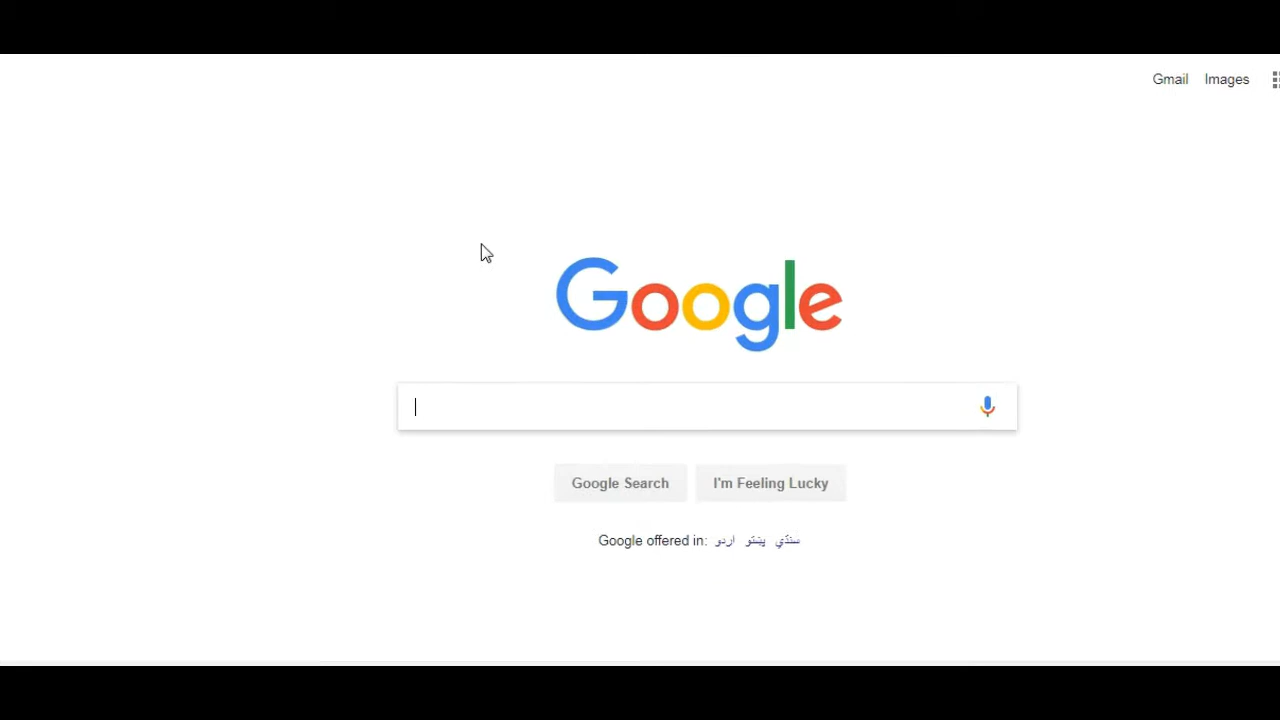 Gmail Images
Google
Google Search I'm Feeling Lucky
Google offered in: اردو پښتو سنڌي